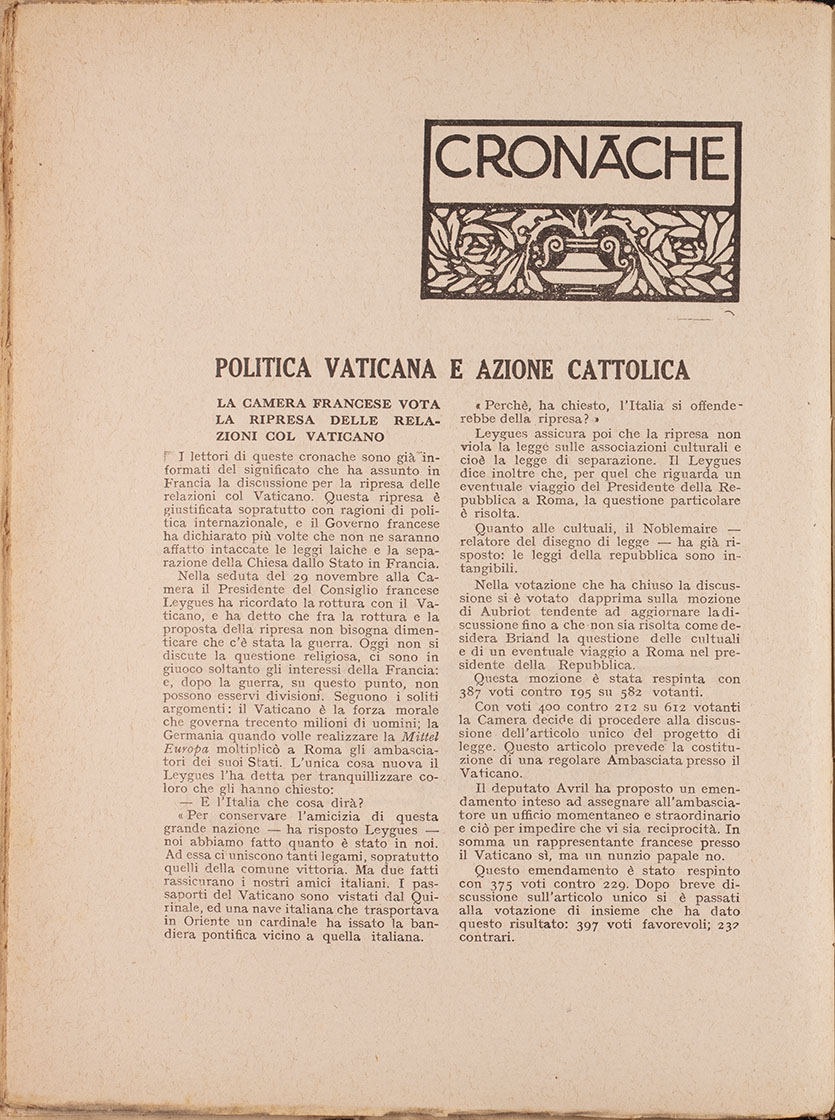 CRONACHE
POLITICA VATICANA E AZIONE CATTOLICA
LA CAMERA FRANCESE VOTA
LA RIPRESA DELLE RELA-
ZIONI COL VATICANO
I lettori di queste cronache sono già in-
formati del significato che ha assunto in
Francia la discussione per la ripresa delle
relazioni col Vaticano. Questa ripresa è
giustificata sopratutto con ragioni di poli-
tica internazionale, e il Governo francese
ha dichiarato più volte che non ne saranno
affatto intaccate le leggi laiche e la sepa-
razione della Chiesa dallo Stato in Francia.
Nella seduta del 29 novembre alla Ca-
mera il Presidente del Consiglio francese
Leygues ha ricordato la rottura con il Va-
ticano, e ha detto che fra la rottura e la
proposta della ripresa non bisogna dimen-
ticare che c'è stata la guerra. Oggi non si
discute la questione religiosa, ci sono in
giuoco soltanto gli interessi della Francia:
e, dopo la guerra, su questo punto, non
possono esservi divisioni. Seguono i soliti
argomenti: il Vaticano è la forza morale
che governa trecento milioni di uomini; la
Germania quando volle realizzare la Mittel
Europa moltiplicò a Roma gli ambascia-
tori dei suoi Stati. L'unica cosa nuova il
Leygues l'ha detta per tranquillizzare co-
loro che gli hanno chiesto:
— E l'Italia che cosa dirà?
« Per conservare l'amicizia di questa
grande nazione — ha risposto Leygues —
noi abbiamo fatto quanto è stato in noi.
Ad essa ci uniscono tanti legami, sopratutto
quelli della comune vittoria. Ma due fatti
rassicurano i nostri amici italiani. I pas-
saporti del Vaticano sono vistati dal Qui-
rinale, ed una nave italiana che trasportava
in Oriente un cardinale ha issato la ban-
diera pontifica vicino a quella italiana.
« Perchè, ha chiesto, l'Italia si offende-
rebbe della ripresa? »
Leygues assicura poi che la ripresa non
viola la legge sulle associazioni culturali e
cioè la legge di separazione. Il Leygues
dice inoltre che, per quel che riguarda un
eventuale viaggio del Presidente della Re-
pubblica a Roma, la questione particolare
è risolta.
Quanto alle cultuali, il Noblemaire —
relatore del disegno di legge — ha già ri-
sposto: le leggi della repubblica sono in-
tangibili.
Nella votazione che ha chiuso la discus-
sione si è votato dapprima sulla mozione
di Aubriot tendente ad aggiornare la di-
scussione fino a che non sia risolta come de-
sidera Briand la questione delle cultuali
e di un eventuale viaggio a Roma nel pre-
sidente della Repubblica.
Questa mozione è stata respinta con
387 voti contro 195 su 582 votanti.
Con voti 400 contro 212 su 612 votanti
la Camera decide di procedere alla discus-
sione dell'articolo unico del progetto di
legge. Questo articolo prevede la costitu-
zione di una regolare Ambasciata presso il
Vaticano.
Il deputato Avril ha proposto un emen-
damento inteso ad assegnare all'ambascia-
tore un ufficio momentaneo e straordinario
e ciò per impedire che vi sia reciprocità. In
somma un rappresentante francese presso
il Vaticano sì, ma un nunzio papale no.
Questo emendamento è stato respinto
con 375 voti contro 229. Dopo breve di-
scussione sull'articolo unico si è passati
alla votazione di insieme che ha dato
questo risultato: 397 voti favorevoli;
contrari.